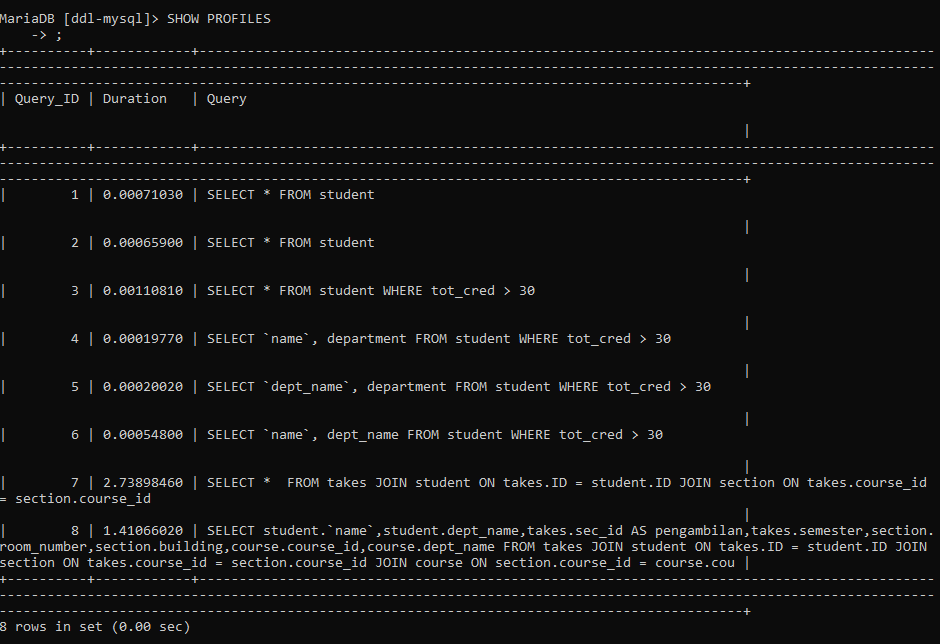 MariaDB [ddl-mysql]> SHOW PROFILES
    -> ;
| Query_ID | Duration   | Query
|
|        1 | 0.00071030 | SELECT * FROM student
|
|        2 | 0.00065900 | SELECT * FROM student
|
|        3 | 0.00110810 | SELECT * FROM student WHERE tot_cred > 30
|
|        4 | 0.00019770 | SELECT `name`, department FROM student WHERE tot_cred > 30
|
|        5 | 0.00020020 | SELECT `dept_name`, department FROM student WHERE tot_cred > 30
|
|        6 | 0.00054800 | SELECT `name`, dept_name FROM student WHERE tot_cred > 30
|
|        7 | 2.73898460 | SELECT *  FROM takes JOIN student ON takes.ID = student.ID JOIN section ON takes.course_id
= section.course_id
|
|        8 | 1.41066020 | SELECT student.`name`,student.dept_name,takes.sec_id AS pengambilan,takes.semester,section.
room_number,section.building,course.course_id,course.dept_name FROM takes JOIN student ON takes.ID = student.ID JOIN
section ON takes.course_id = section.course_id JOIN course ON section.course_id = course.cou |
8 rows in set (0.00 sec)